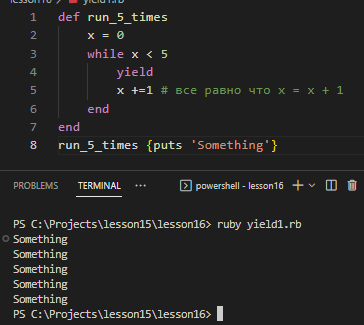 lesson16 > yield1.rb
1 def run_5_times
2 x = 0
3 while x < 5
4 yield
5 x +=1 # все равно что x = x + 1
6 end
7 end
8 run_5_times {puts 'Something'}
PROBLEMS TERMINAL ... powershell - lesson16
PS C:\Projects\lesson15\lesson16> ruby yield1.rb
Something
Something
Something
Something
Something
PS C:\Projects\lesson15\lesson16>